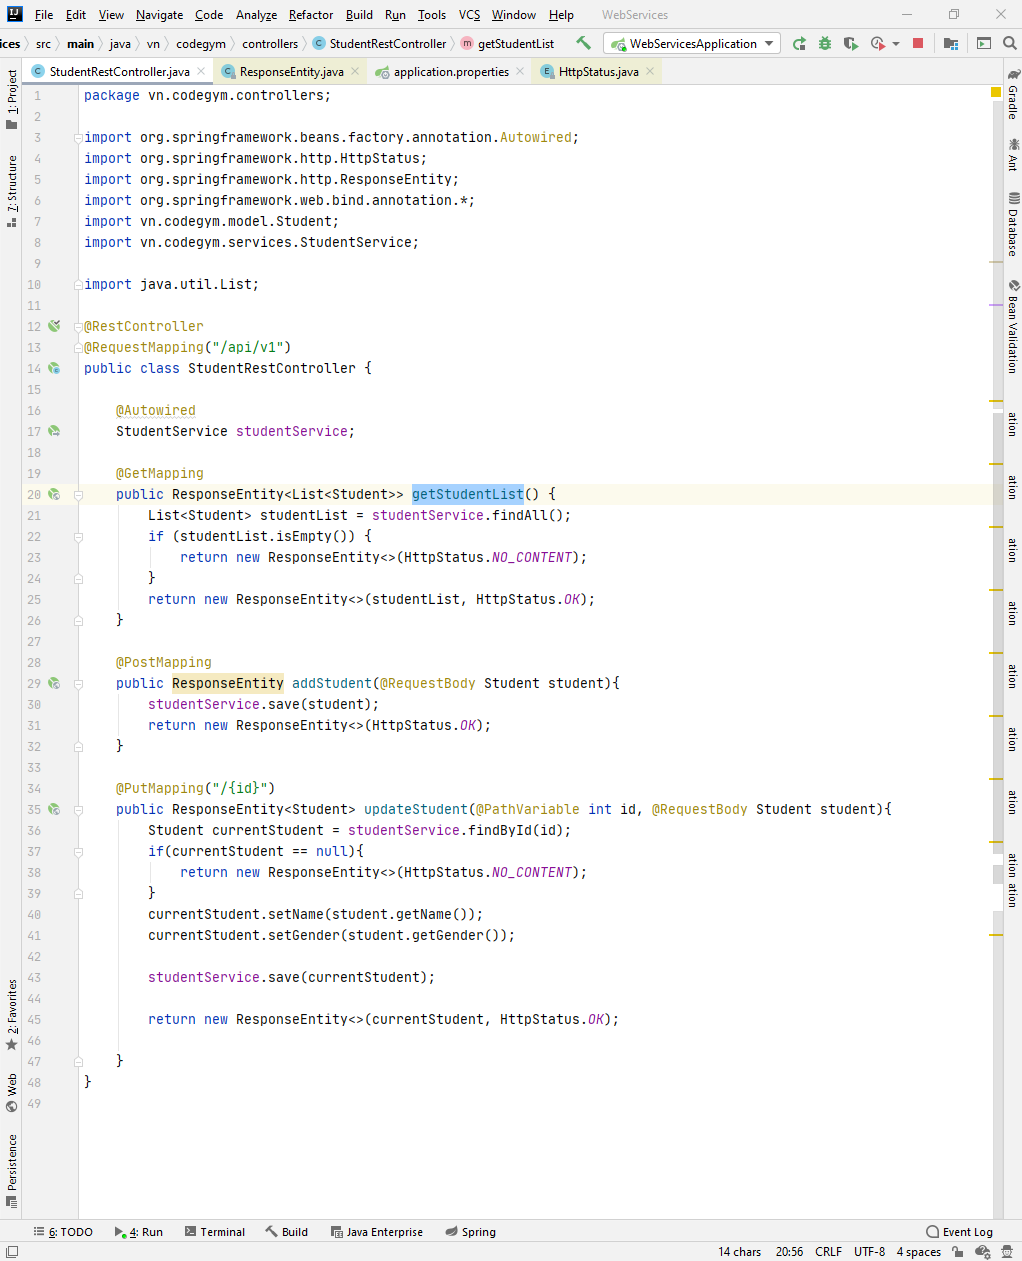 File Edit View Navigate Code Analyze Refactor Build Run Tools VCS Window Help WebServices
ices src main java vn codegym controllers StudentRestController getStudentList WebServicesApplication
StudentRestController.java ResponseEntity.java application.properties HttpStatus.java
1 package vn.codegym.controllers;
2
3 import org.springframework.beans.factory.annotation.Autowired;
4 import org.springframework.http.HttpStatus;
5 import org.springframework.http.ResponseEntity;
6 import org.springframework.web.bind.annotation.*;
7 import vn.codegym.model.Student;
8 import vn.codegym.services.StudentService;
9
10 import java.util.List;
11
12 @RestController
13 @RequestMapping("/api/v1")
14 public class StudentRestController {
15
16 @Autowired
17 StudentService studentService;
18
19 @GetMapping
20 public ResponseEntity<List<Student>> getStudentList() {
21 List<Student> studentList = studentService.findAll();
22 if (studentList.isEmpty()) {
23 return new ResponseEntity<>(HttpStatus.NO_CONTENT);
24 }
25 return new ResponseEntity<>(studentList, HttpStatus.OK);
26 }
27
28 @PostMapping
29 public ResponseEntity addStudent(@RequestBody Student student){
30 studentService.save(student);
31 return new ResponseEntity<>(HttpStatus.OK);
32 }
33
34 @PutMapping("/{id}")
35 public ResponseEntity<Student> updateStudent(@PathVariable int id, @RequestBody Student student){
36 Student currentStudent = studentService.findById(id);
37 if(currentStudent == null){
38 return new ResponseEntity<>(HttpStatus.NO_CONTENT);
39 }
40 currentStudent.setName(student.getName());
41 currentStudent.setGender(student.getGender());
42
43 studentService.save(currentStudent);
44
45 return new ResponseEntity<>(currentStudent, HttpStatus.OK);
46
47 }
48 }
49
1: Project
7: Structure
2: Favorites
Web
Persistence
Gradle
Ant
Database
Bean Validation
ation
ation
ation
ation
ation
ation
ation
ation
ation
6: TODO 4: Run Terminal Build Java Enterprise Spring Event Log
14 chars 20:56 CRLF UTF-8 4 spaces